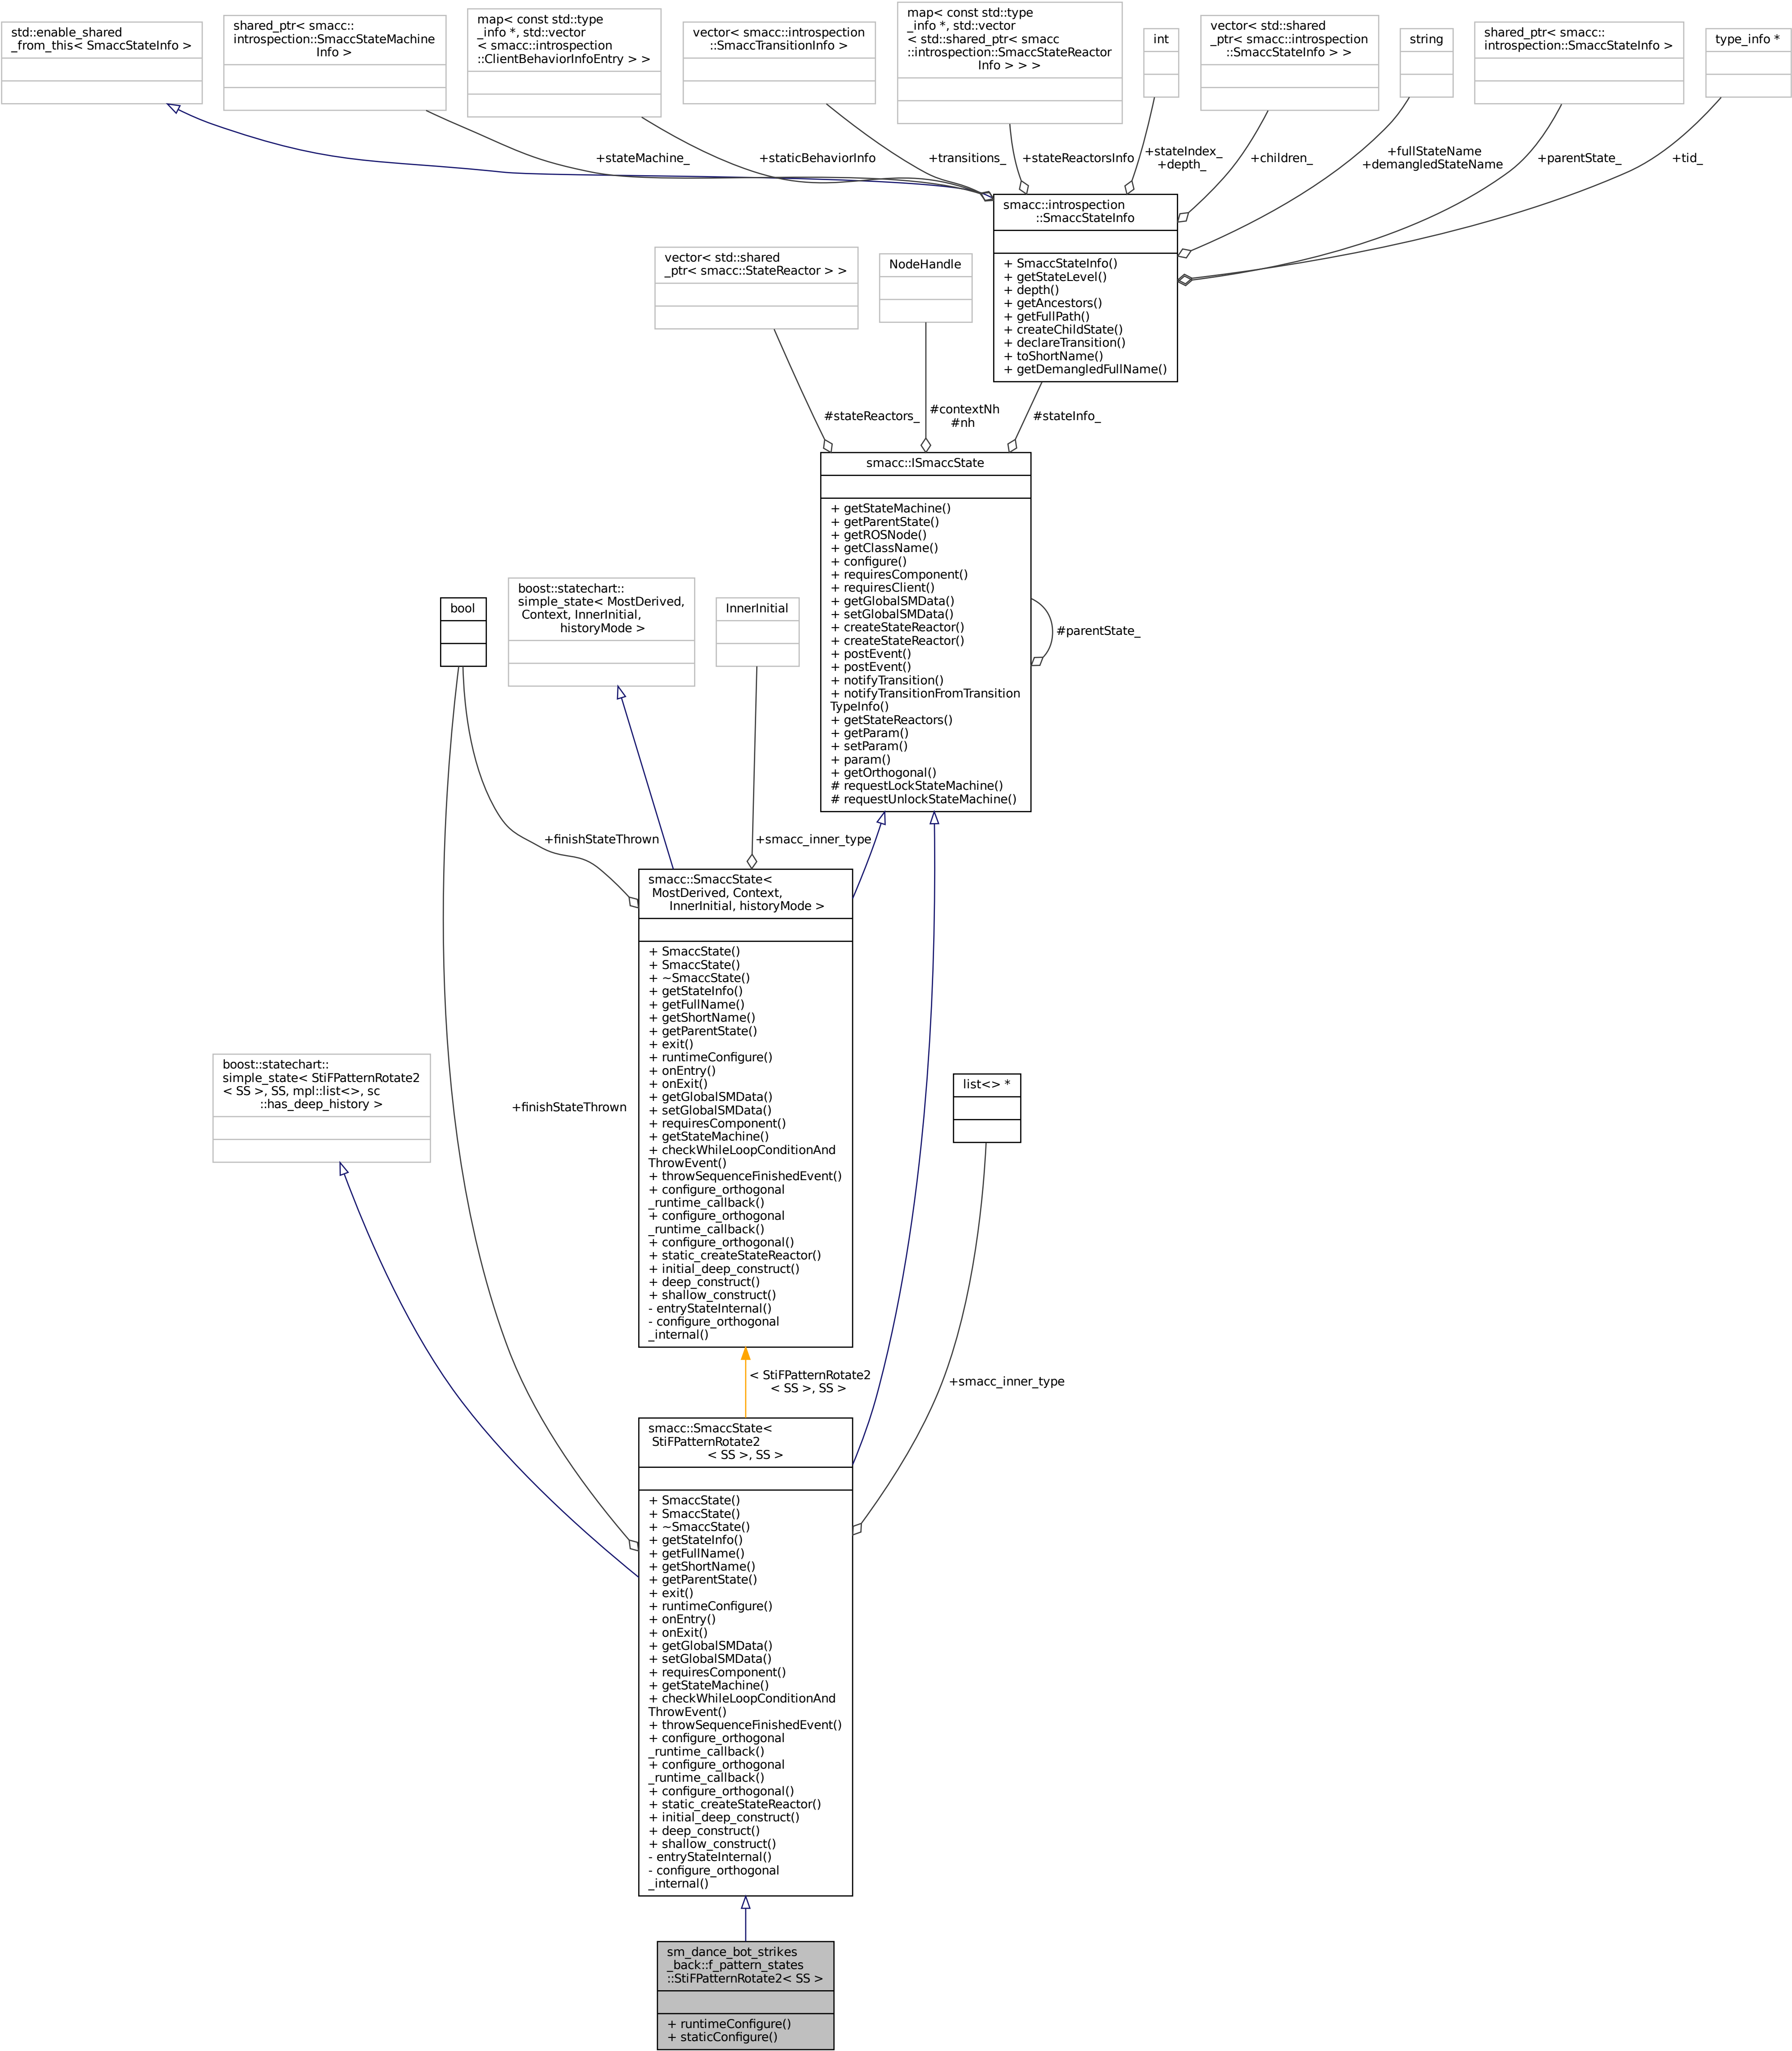 std::enable_shared
_from_this< SmaccStateInfo >
shared_ptr< smacc::
introspection::SmaccStateMachine
Info >
map< const std::type
_info *, std::vector
< smacc::introspection
::ClientBehaviorInfoEntry > >
vector< smacc::introspection
::SmaccTransitionInfo >
map< const std::type
_info *, std::vector
< std::shared_ptr< smacc
::introspection::SmaccStateReactor
Info > > >
int
vector< std::shared
_ptr< smacc::introspection
::SmaccStateInfo > >
string
shared_ptr< smacc::
introspection::SmaccStateInfo >
type_info *
+stateMachine_
+staticBehaviorInfo
+transitions_
+stateReactorsInfo
+stateIndex_
+depth_
+children_
+fullStateName
+demangledStateName
+parentState_
+tid_
smacc::introspection
::SmaccStateInfo
+ SmaccStateInfo()
+ getStateLevel()
+ depth()
+ getAncestors()
+ getFullPath()
+ createChildState()
+ declareTransition()
+ toShortName()
+ getDemangledFullName()
vector< std::shared
_ptr< smacc::StateReactor > >
NodeHandle
#stateReactors_
#contextNh
#nh
#stateInfo_
smacc::ISmaccState
+ getStateMachine()
+ getParentState()
+ getROSNode()
+ getClassName()
+ configure()
+ requiresComponent()
+ requiresClient()
+ getGlobalSMData()
+ setGlobalSMData()
+ createStateReactor()
+ createStateReactor()
+ postEvent()
+ postEvent()
+ notifyTransition()
+ notifyTransitionFromTransition
TypeInfo()
+ getStateReactors()
+ getParam()
+ setParam()
+ param()
+ getOrthogonal()
# requestLockStateMachine()
# requestUnlockStateMachine()
#parentState_
bool
boost::statechart::
simple_state< MostDerived,
Context, InnerInitial,
historyMode >
InnerInitial
+finishStateThrown
+smacc_inner_type
smacc::SmaccState<
MostDerived, Context,
InnerInitial, historyMode >
+ SmaccState()
+ SmaccState()
+ ~SmaccState()
+ getStateInfo()
+ getFullName()
+ getShortName()
+ getParentState()
+ exit()
+ runtimeConfigure()
+ onEntry()
+ onExit()
+ getGlobalSMData()
+ setGlobalSMData()
+ requiresComponent()
+ getStateMachine()
+ checkWhileLoopConditionAnd
ThrowEvent()
+ throwSequenceFinishedEvent()
+ configure_orthogonal
_runtime_callback()
+ configure_orthogonal
_runtime_callback()
+ configure_orthogonal()
+ static_createStateReactor()
+ initial_deep_construct()
+ deep_construct()
+ shallow_construct()
- entryStateInternal()
- configure_orthogonal
_internal()
boost::statechart::
simple_state< StiFPatternRotate2
< SS >, SS, mpl::list<>, sc
::has_deep_history >
+finishStateThrown
list<> *
< StiFPatternRotate2
< SS >, SS >
+smacc_inner_type
smacc::SmaccState<
StiFPatternRotate2
< SS >, SS >
+ SmaccState()
+ SmaccState()
+ ~SmaccState()
+ getStateInfo()
+ getFullName()
+ getShortName()
+ getParentState()
+ exit()
+ runtimeConfigure()
+ onEntry()
+ onExit()
+ getGlobalSMData()
+ setGlobalSMData()
+ requiresComponent()
+ getStateMachine()
+ checkWhileLoopConditionAnd
ThrowEvent()
+ throwSequenceFinishedEvent()
+ configure_orthogonal
_runtime_callback()
+ configure_orthogonal
_runtime_callback()
+ configure_orthogonal()
+ static_createStateReactor()
+ initial_deep_construct()
+ deep_construct()
+ shallow_construct()
- entryStateInternal()
- configure_orthogonal
_internal()
sm_dance_bot_strikes
_back::f_pattern_states
::StiFPatternRotate2< SS >
+ runtimeConfigure()
+ staticConfigure()